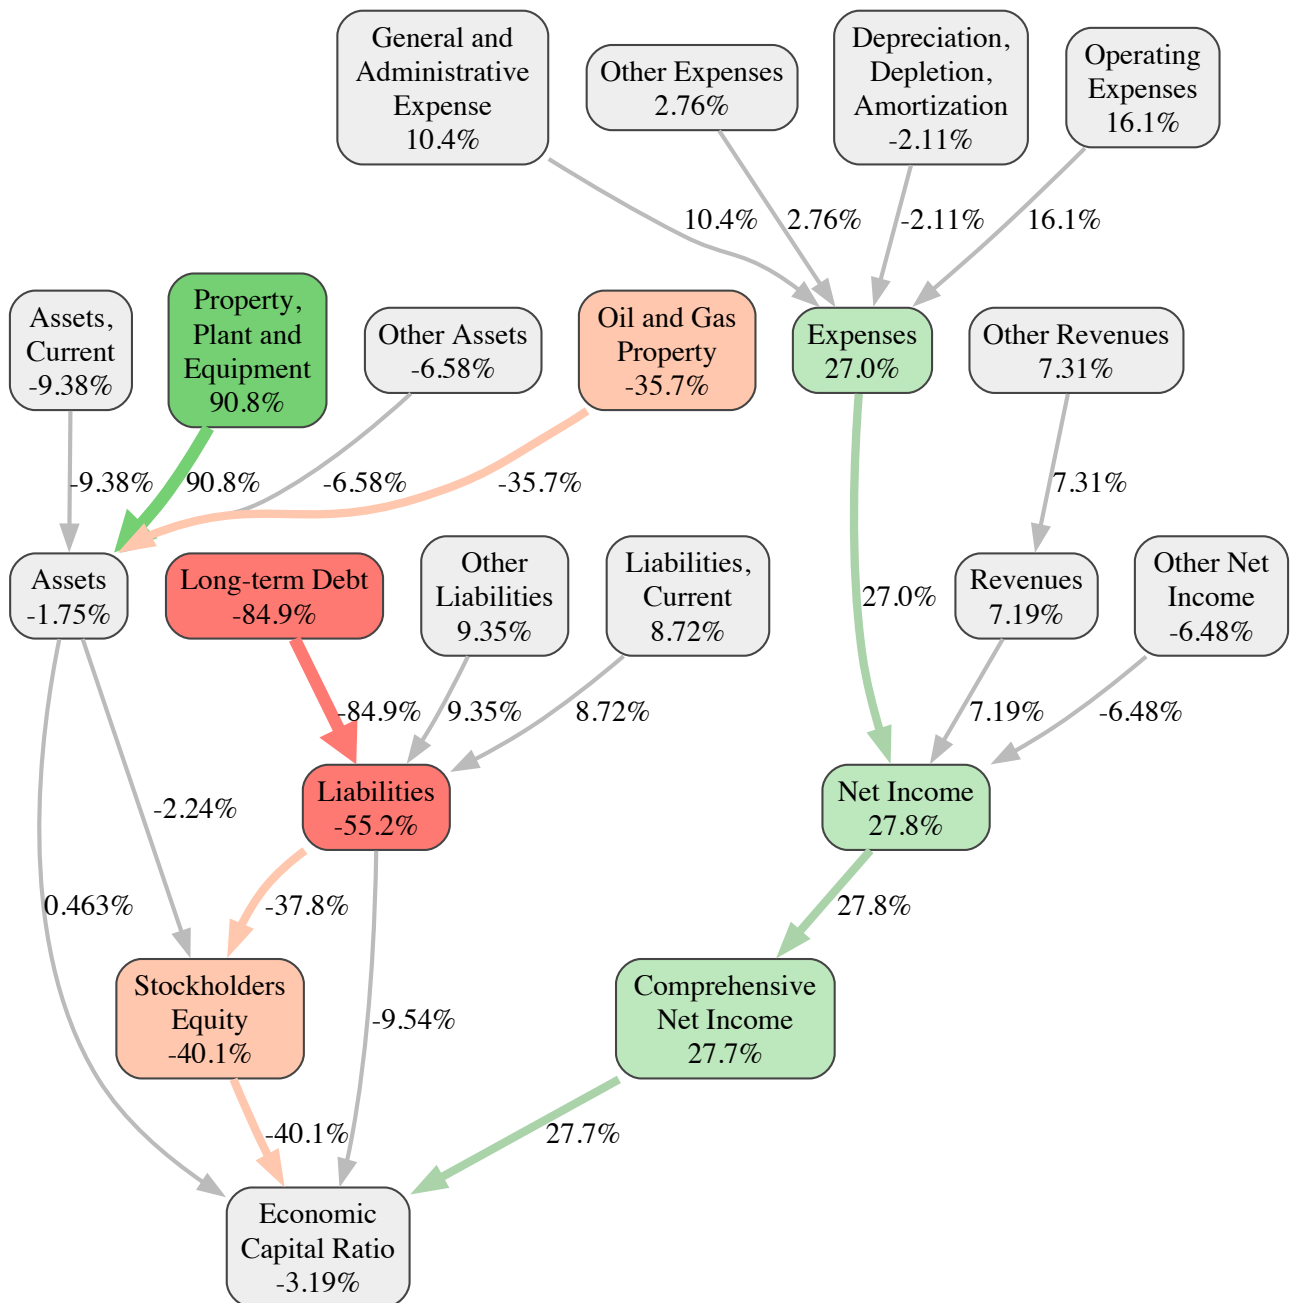 General and
Administrative
Expense
10.4%
Other Expenses
2.76%
Depreciation,
Depletion,
Amortization
-2.11%
Operating
Expenses
16.1%
10.4%
2.76%
-2.11%
16.1%
Assets,
Current
-9.38%
Property,
Plant and
Equipment
90.8%
Other Assets
-6.58%
Oil and Gas
Property
-35.7%
Expenses
27.0%
Other Revenues
7.31%
-9.38%
90.8%
-6.58%
-35.7%
7.31%
Assets
-1.75%
Long-term Debt
-84.9%
Other
Liabilities
9.35%
Liabilities,
Current
8.72%
27.0%
Revenues
7.19%
Other Net
Income
-6.48%
-84.9%
9.35%
8.72%
7.19%
-6.48%
-2.24%
Liabilities
-55.2%
Net Income
27.8%
0.463%
-37.8%
27.8%
Stockholders
Equity
-40.1%
-9.54%
Comprehensive
Net Income
27.7%
-40.1%
27.7%
Economic
Capital Ratio
-3.19%